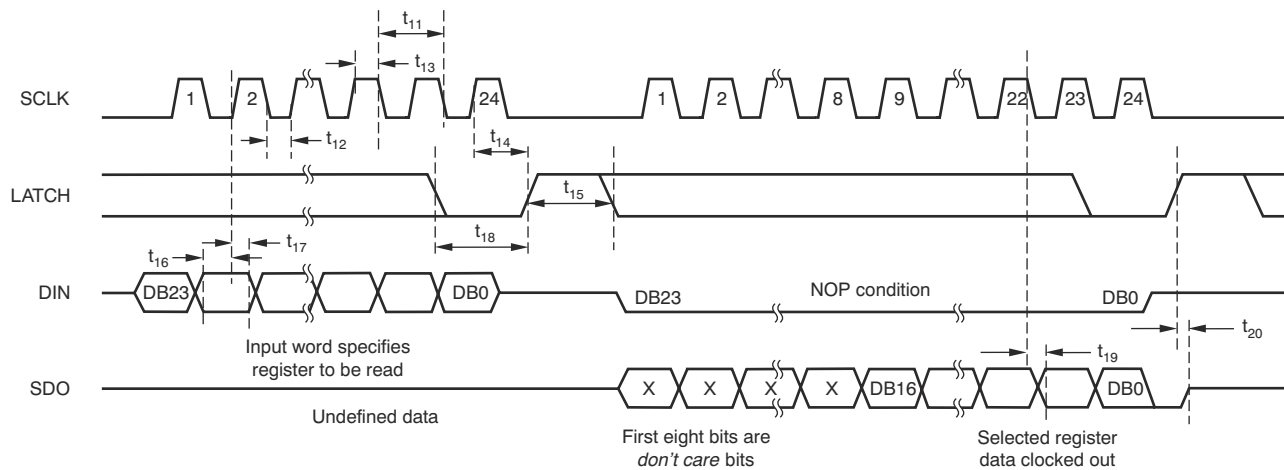 t11
t13
SCLK 1 2 24 1 2 8 9 22 23 24
t12
t14
LATCH
t15
t18
t16 t17
DIN DB23 DB0 DB23 NOP condition DB0
t20
Input word specifies
register to be read
t19
SDO X X X X DB16 DB0
Undefined data
First eight bits are
don't care bits
Selected register
data clocked out